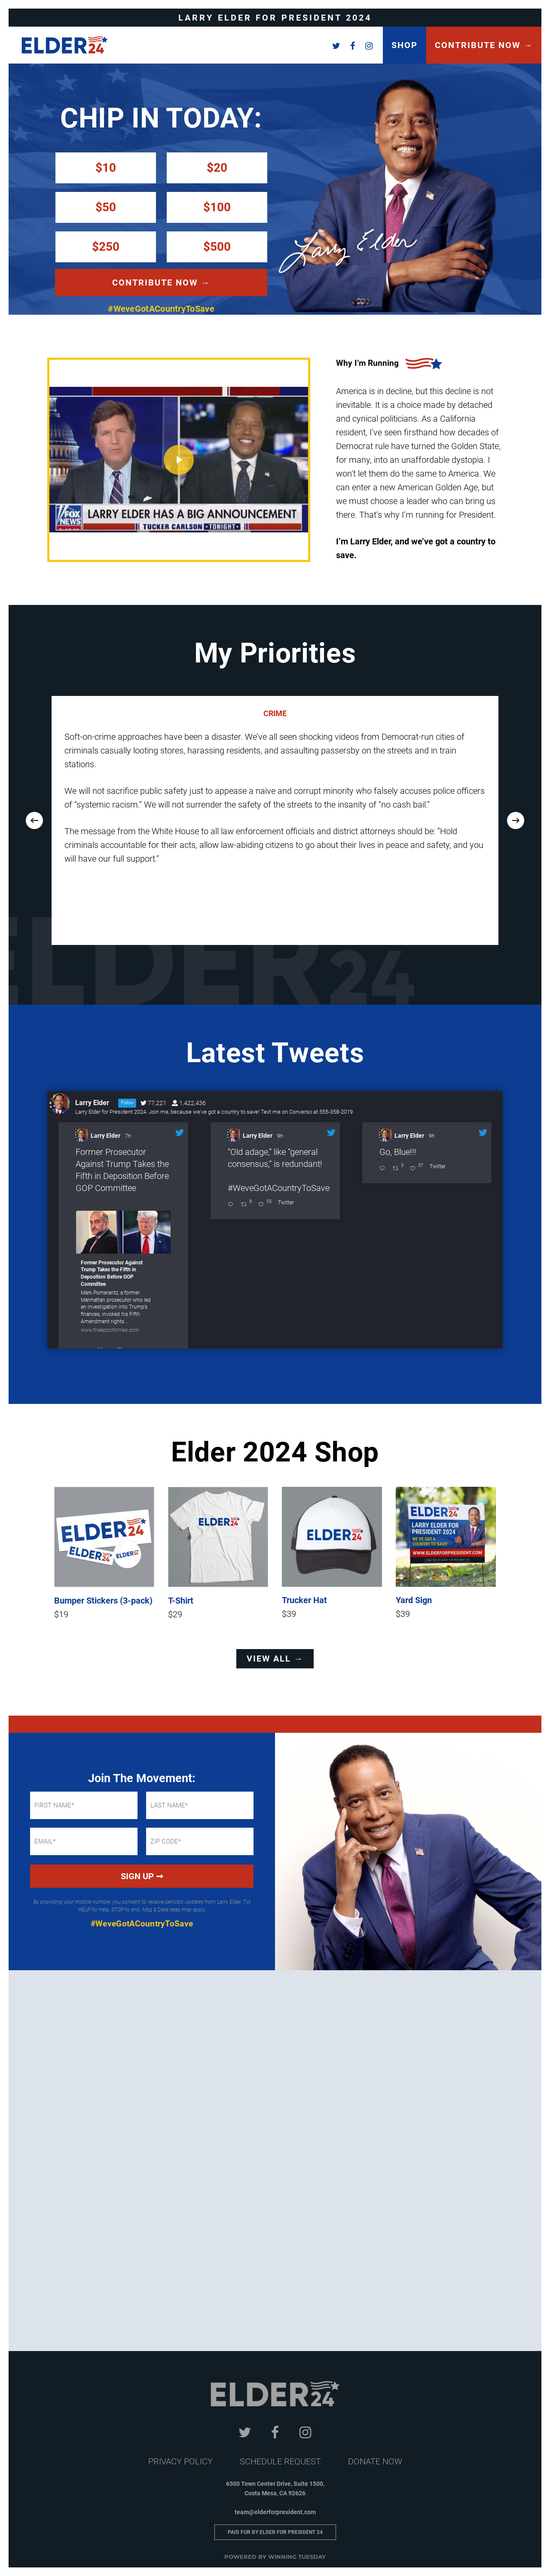 LARRY ELDER FOR PRESIDENT 2024
ELDER24
SHOP
CONTRIBUTE NOW →
CHIP IN TODAY:
$10
$20
$50
$100
$250
$500
CONTRIBUTE NOW →
#WeveGotACountryToSave
Larry Elder
FOX NEWS
LARRY ELDER HAS A BIG ANNOUNCEMENT
TUCKER CARLSON •TONIGHT•
Why I'm Running
America is in decline, but this decline is not
inevitable. It is a choice made by detached
and cynical politicians. As a California
resident, I've seen firsthand how decades of
Democrat rule have turned the Golden State,
for many, into an unaffordable dystopia. I
won't let them do the same to America. We
can enter a new American Golden Age, but
we must choose a leader who can bring us
there. That's why I'm running for President.
I'm Larry Elder, and we've got a country to
save.
My Priorities
CRIME
Soft-on-crime approaches have been a disaster. We've all seen shocking videos from Democrat-run cities of
criminals casually looting stores, harassing residents, and assaulting passersby on the streets and in train
stations.
We will not sacrifice public safety just to appease a naive and corrupt minority who falsely accuses police officers
of "systemic racism." We will not surrender the safety of the streets to the insanity of "no cash bail."
The message from the White House to all law enforcement officials and district attorneys should be: "Hold
criminals accountable for their acts, allow law-abiding citizens to go about their lives in peace and safety, and you
will have our full support."
ELDER24
Latest Tweets
Larry Elder Follow 77,221 1,422,436
Larry Elder for President 2024. Join me, because we've got a country to save! Text me on Converso at 555-358-2019
Larry Elder 7h
Former Prosecutor
Against Trump Takes the
Fifth in Deposition Before
GOP Committee
Former Prosecutor Against
Trump Takes the Fifth in
Deposition Before GOP
Committee
Mark Pomerantz, a former
Manhattan prosecutor who led
an investigation into Trump's
finances, invoked his Fifth
Amendment rights ...
www.theepochtimes.com
Larry Elder 9h
"Old adage," like "general
consensus," is redundant!
#WeveGotACountryToSave
8 55 Twitter
Larry Elder 9h
Go, Blue!!!
3 37 Twitter
Elder 2024 Shop
ELDER24
ELDER24
ELDER24
ELDER24
ELDER24
ELDER24
LARRY ELDER FOR
PRESIDENT 2024
WE'VE GOT A
COUNTRY TO SAVE!
WWW.ELDERFORPRESIDENT.COM
Bumper Stickers (3-pack)
$19
T-Shirt
$29
Trucker Hat
$39
Yard Sign
$39
VIEW ALL →
Join The Movement:
FIRST NAME*
LAST NAME*
EMAIL*
ZIP CODE*
SIGN UP →
By providing your mobile number, you consent to receive periodic updates from Larry Elder. Txt
HELP for help; STOP to end. Msg & Data rates may apply.
#WeveGotACountryToSave
ELDER24
PRIVACY POLICY
SCHEDULE REQUEST
DONATE NOW
6500 Town Center Drive, Suite 1500,
Costa Mesa, CA 92626
team@elderforpresident.com
PAID FOR BY ELDER FOR PRESIDENT 24
POWERED BY WINNING TUESDAY